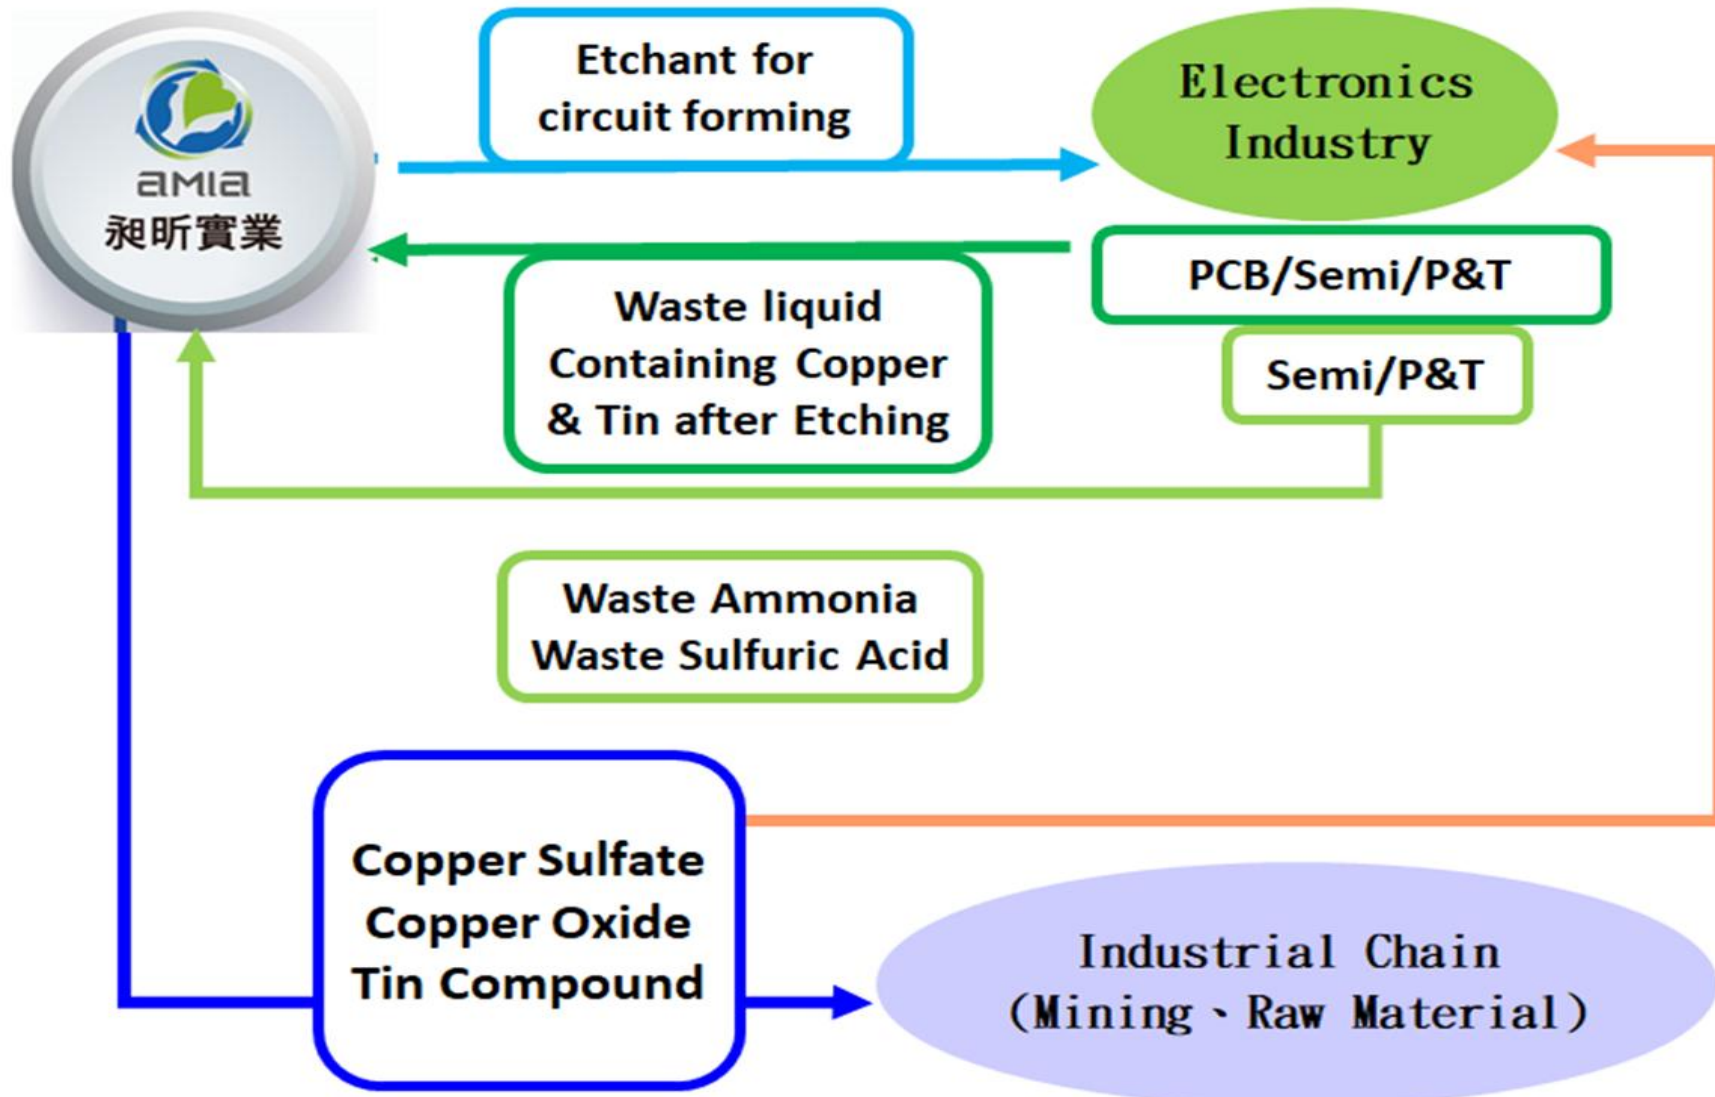 aMIa
昶昕實業
Etchant for
circuit forming
Electronics
Industry
Waste liquid
Containing Copper
& Tin after Etching
PCB/Semi/P&T
Semi/P&T
Waste Ammonia
Waste Sulfuric Acid
Copper Sulfate
Copper Oxide
Tin Compound
Industrial Chain
(Mining、Raw Material)